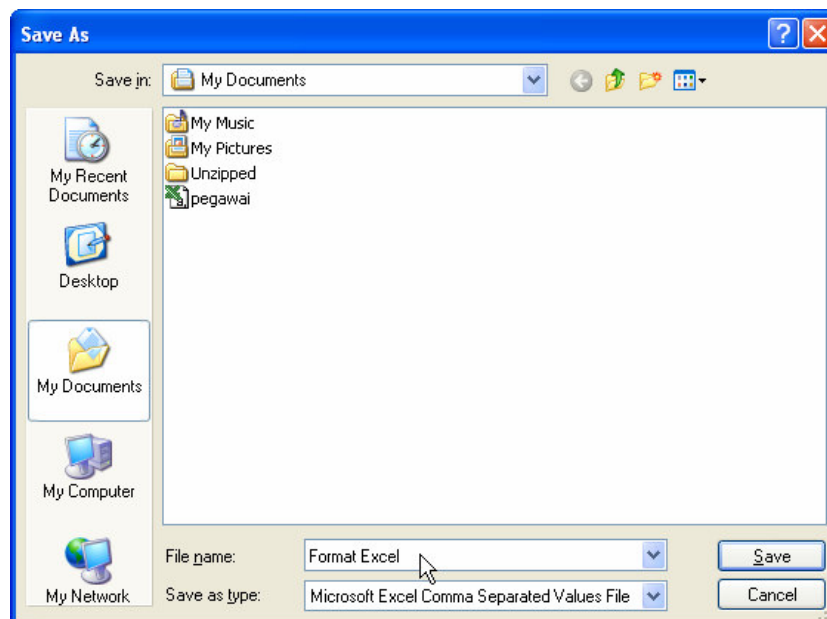 Save As
Save in: My Documents
My Recent
Documents
Desktop
My Documents
My Computer
My Network
My Music
My Pictures
Unzipped
pegawai
File name: Format Excel Save
Save as type: Microsoft Excel Comma Separated Values File Cancel